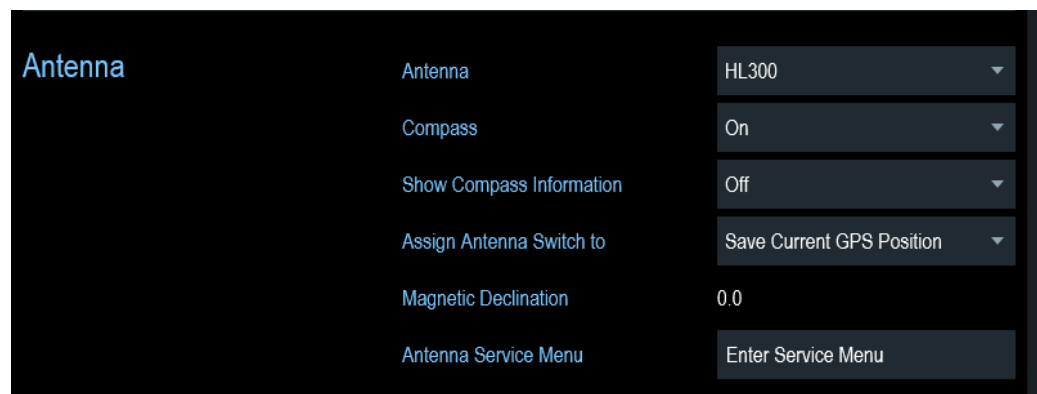 Antenna
Antenna HL300
Compass On
Show Compass Information Off
Assign Antenna Switch to Save Current GPS Position
Magnetic Declination 0.0
Antenna Service Menu Enter Service Menu